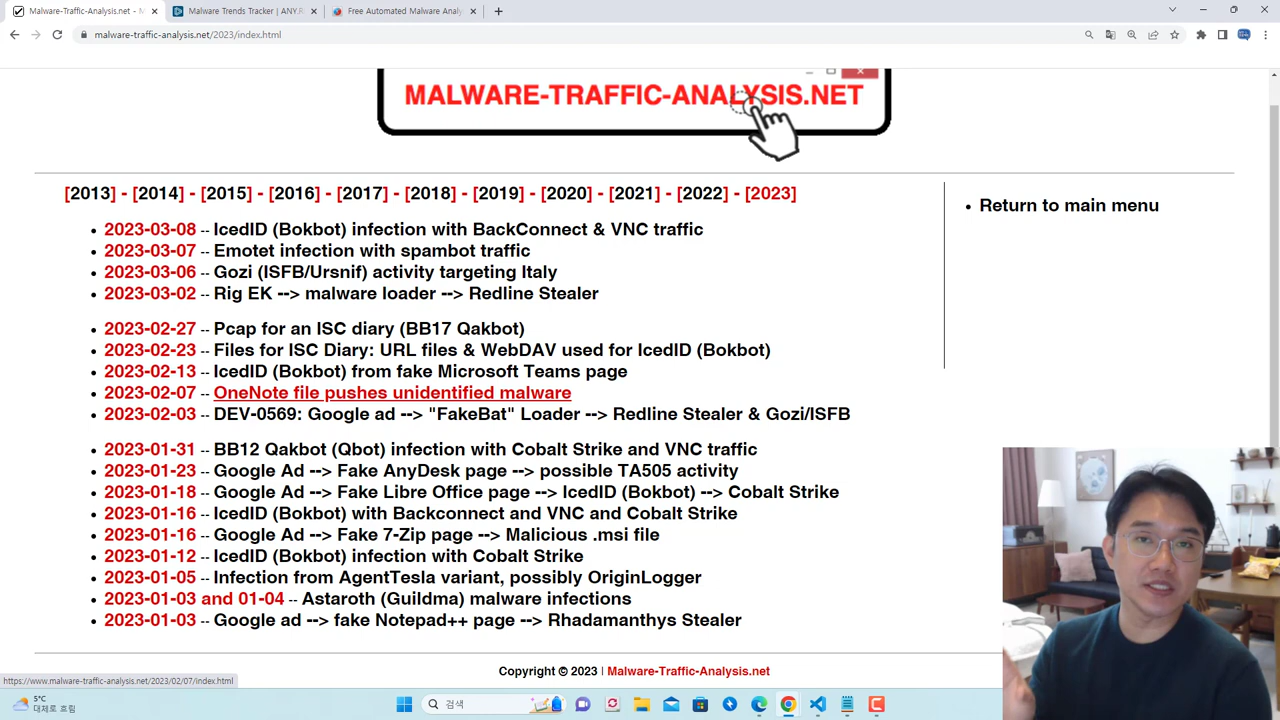 Malware-Traffic-Analysis.net - M
Malware Trends Tracker | ANY.R
Free Automated Malware Analy
malware-traffic-analysis.net/2023/index.html
MALWARE-TRAFFIC-ANALYSIS.NET
[2013] - [2014] - [2015] - [2016] - [2017] - [2018] - [2019] - [2020] - [2021] - [2022] - [2023]
Return to main menu
2023-03-08 -- IcedID (Bokbot) infection with BackConnect & VNC traffic
2023-03-07 -- Emotet infection with spambot traffic
2023-03-06 -- Gozi (ISFB/Ursnif) activity targeting Italy
2023-03-02 -- Rig EK --> malware loader --> Redline Stealer
2023-02-27 -- Pcap for an ISC diary (BB17 Qakbot)
2023-02-23 -- Files for ISC Diary: URL files & WebDAV used for IcedID (Bokbot)
2023-02-13 -- IcedID (Bokbot) from fake Microsoft Teams page
2023-02-07 -- OneNote file pushes unidentified malware
2023-02-03 -- DEV-0569: Google ad --> "FakeBat" Loader --> Redline Stealer & Gozi/ISFB
2023-01-31 -- BB12 Qakbot (Qbot) infection with Cobalt Strike and VNC traffic
2023-01-23 -- Google Ad --> Fake AnyDesk page --> possible TA505 activity
2023-01-18 -- Google Ad --> Fake Libre Office page --> IcedID (Bokbot) --> Cobalt Strike
2023-01-16 -- IcedID (Bokbot) with Backconnect and VNC and Cobalt Strike
2023-01-16 -- Google Ad --> Fake 7-Zip page --> Malicious .msi file
2023-01-12 -- IcedID (Bokbot) infection with Cobalt Strike
2023-01-05 -- Infection from AgentTesla variant, possibly OriginLogger
2023-01-03 and 01-04 -- Astaroth (Guildma) malware infections
2023-01-03 -- Google ad --> fake Notepad++ page --> Rhadamanthys Stealer
Copyright © 2023 | Malware-Traffic-Analysis.net
https://www.malware-traffic-analysis.net/2023/02/07/index.html
5°C
대체로 흐림
검색